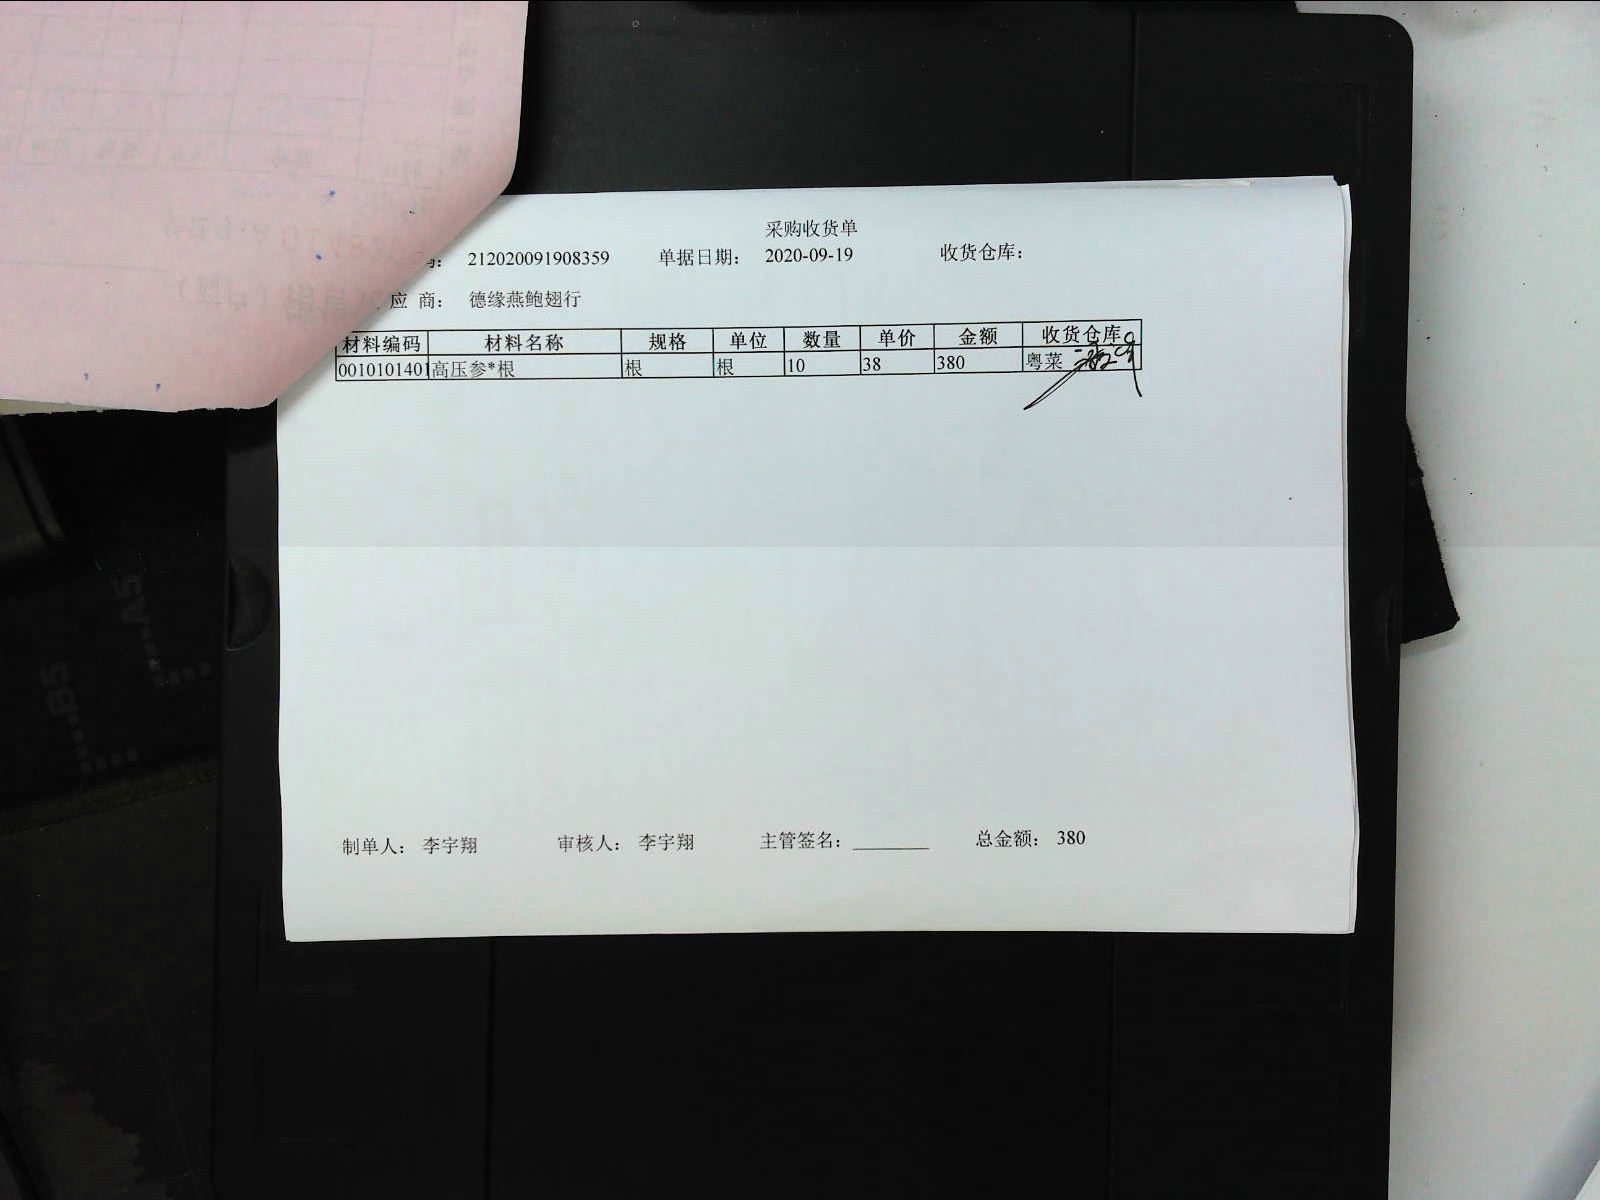 采购收货单
码： 212020091908359 单据日期： 2020-09-19 收货仓库：
应 商： 德缘燕鲍翅行
材料编码 材料名称 规格 单位 数量 单价 金额 收货仓库
0010101401 高压参*根 根 根 10 38 380 粤菜
制单人： 李宇翔 审核人： 李宇翔 主管签名： 总金额： 380
A5
B5